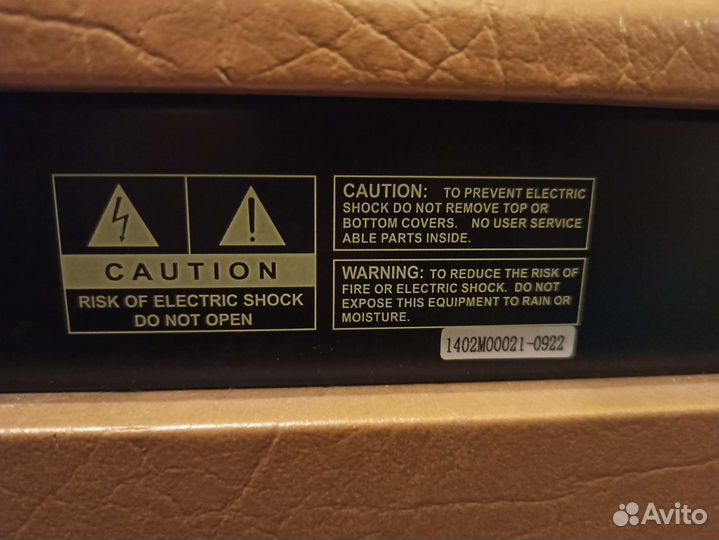 CAUTION
RISK OF ELECTRIC SHOCK
DO NOT OPEN
CAUTION: TO PREVENT ELECTRIC
SHOCK DO NOT REMOVE TOP OR
BOTTOM COVERS. NO USER SERVICE
ABLE PARTS INSIDE.
WARNING: TO REDUCE THE RISK OF
FIRE OR ELECTRIC SHOCK. DO NOT
EXPOSE THIS EQUIPMENT TO RAIN OR
MOISTURE.
1402M00021-0922
Avito